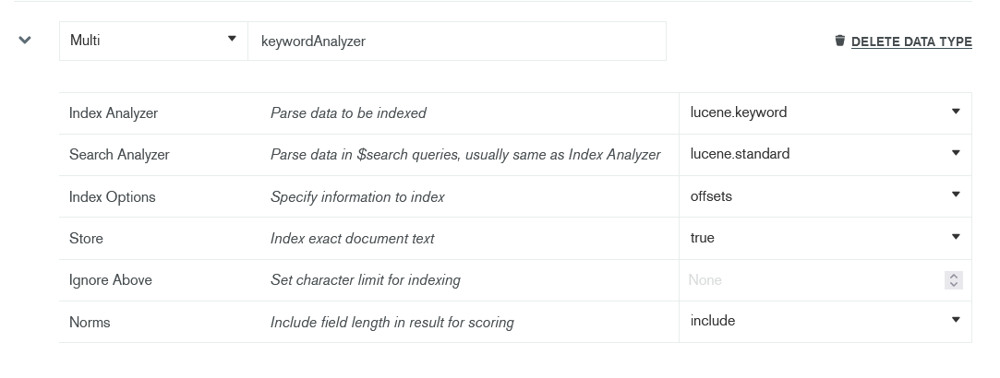 Multi keywordAnalyzer DELETE DATA TYPE
Index Analyzer Parse data to be indexed lucene.keyword
Search Analyzer Parse data in $search queries, usually same as Index Analyzer lucene.standard
Index Options Specify information to index offsets
Store Index exact document text true
Ignore Above Set character limit for indexing None
Norms Include field length in result for scoring include